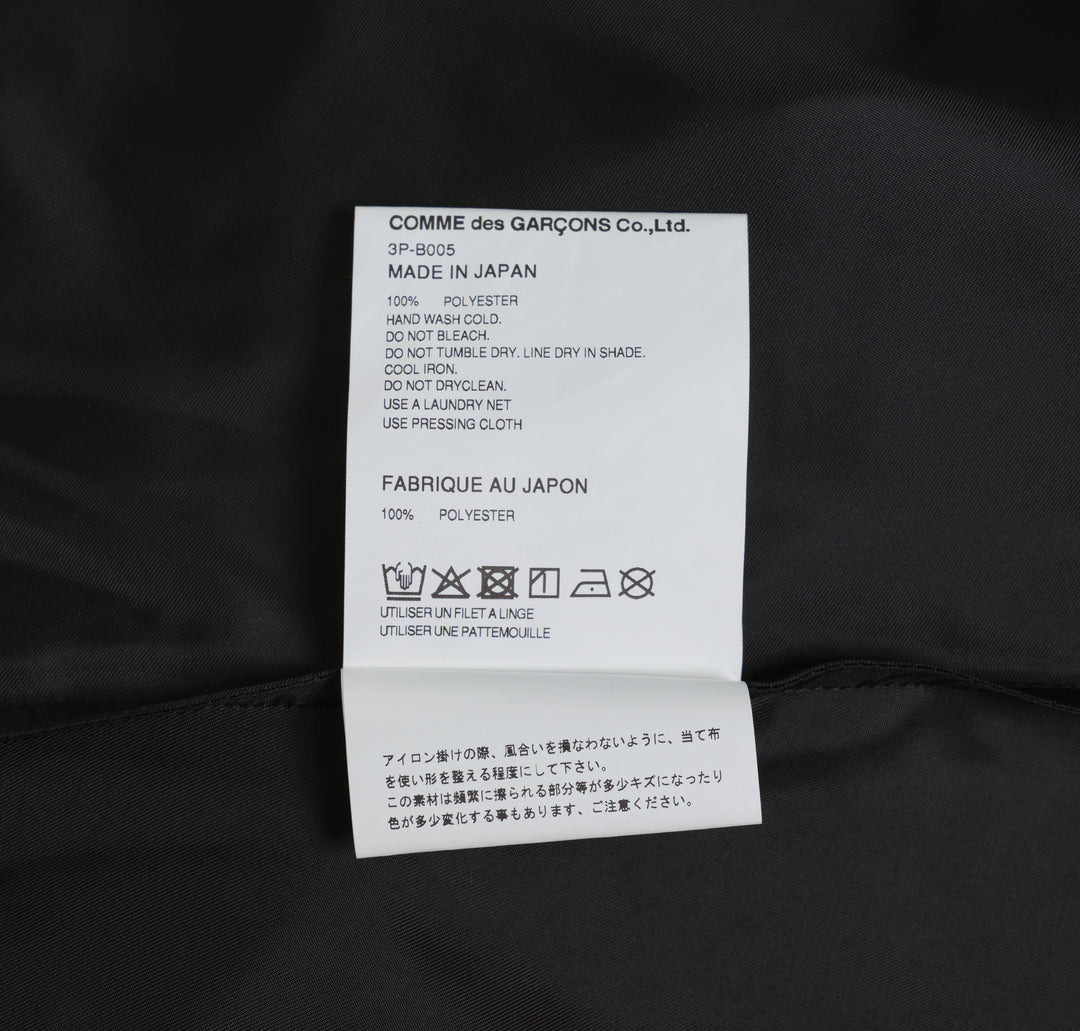 COMME des GARÇONS Co.,Ltd.
3P-B005
MADE IN JAPAN
100% POLYESTER
HAND WASH COLD.
DO NOT BLEACH.
DO NOT TUMBLE DRY. LINE DRY IN SHADE.
COOL IRON.
DO NOT DRYCLEAN.
USE A LAUNDRY NET
USE PRESSING CLOTH
FABRIQUE AU JAPON
100% POLYESTER
UTILISER UN FILET A LINGE
UTILISER UNE PATTEMOUILLE
アイロン掛けの際、風合いを損なわないように、当て布
を使い形を整える程度にして下さい。
この素材は頻繁に擦られる部分等が多少キズになったり
色が多少変化する事もあります、ご注意ください。